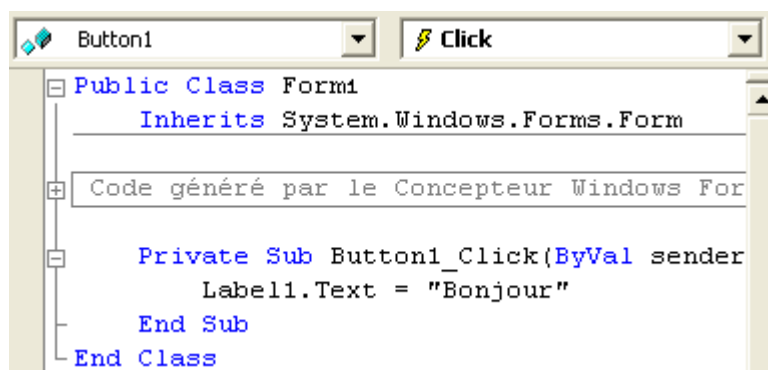 Button1 Click
Public Class Form1
Inherits System.Windows.Forms.Form
Code généré par le Concepteur Windows For
Private Sub Button1_Click(ByVal sender
Label1.Text = "Bonjour"
End Sub
End Class